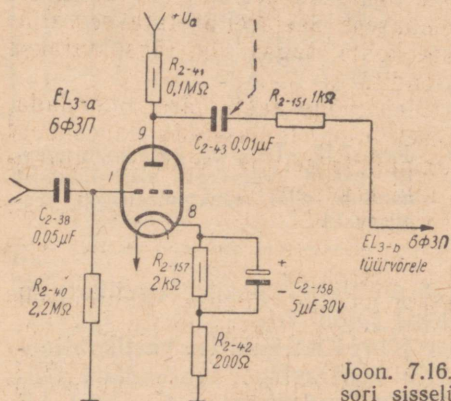 +Ua
R2-41
0,1MΩ
EL3-a
6Ф3П
R2-151 1kΩ
C2-43 0,01µF
9
1
8
C2-38
0,05µF
R2-40
2,2MΩ
R2-157
2kΩ
+
-
C2-158
5µF 30V
R2-42
200Ω
EL3-b 6Ф3П
tüürvõrele
Joon. 7.16.
sori sisselü